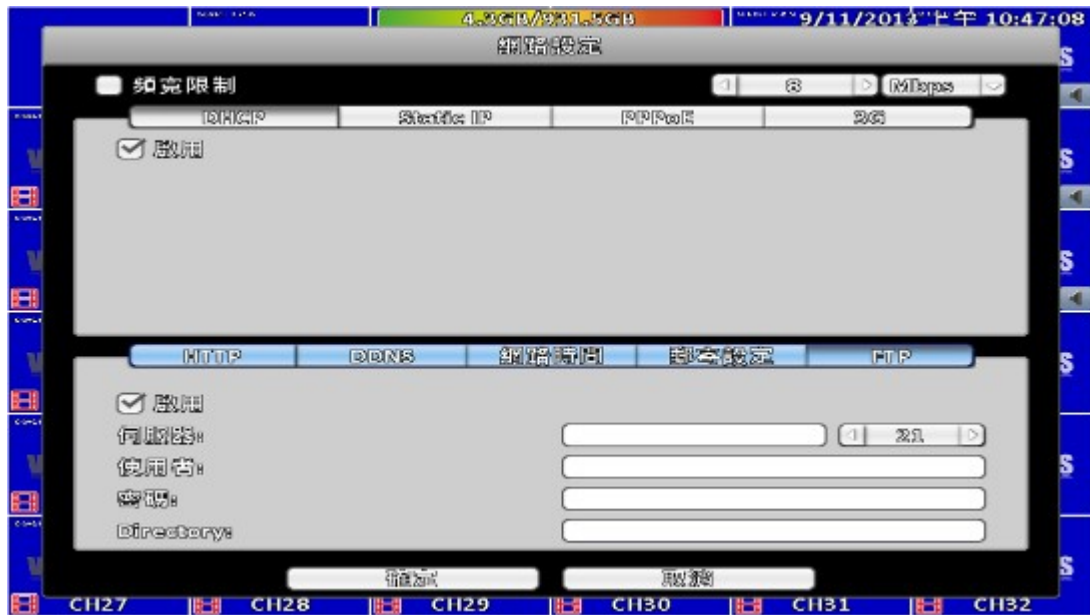 4.3GB/931.5GB
9/11/2013 上午 10:47:08
網路設定
頻寬限制
8 Mbps
DHCP Static IP PPPoE 3G
啟用
HTTP DDNS 網路時間 郵寄設定 FTP
啟用
伺服器: 21
使用者:
密碼:
Directory:
確定 取消
CH27 CH28 CH29 CH30 CH31 CH32